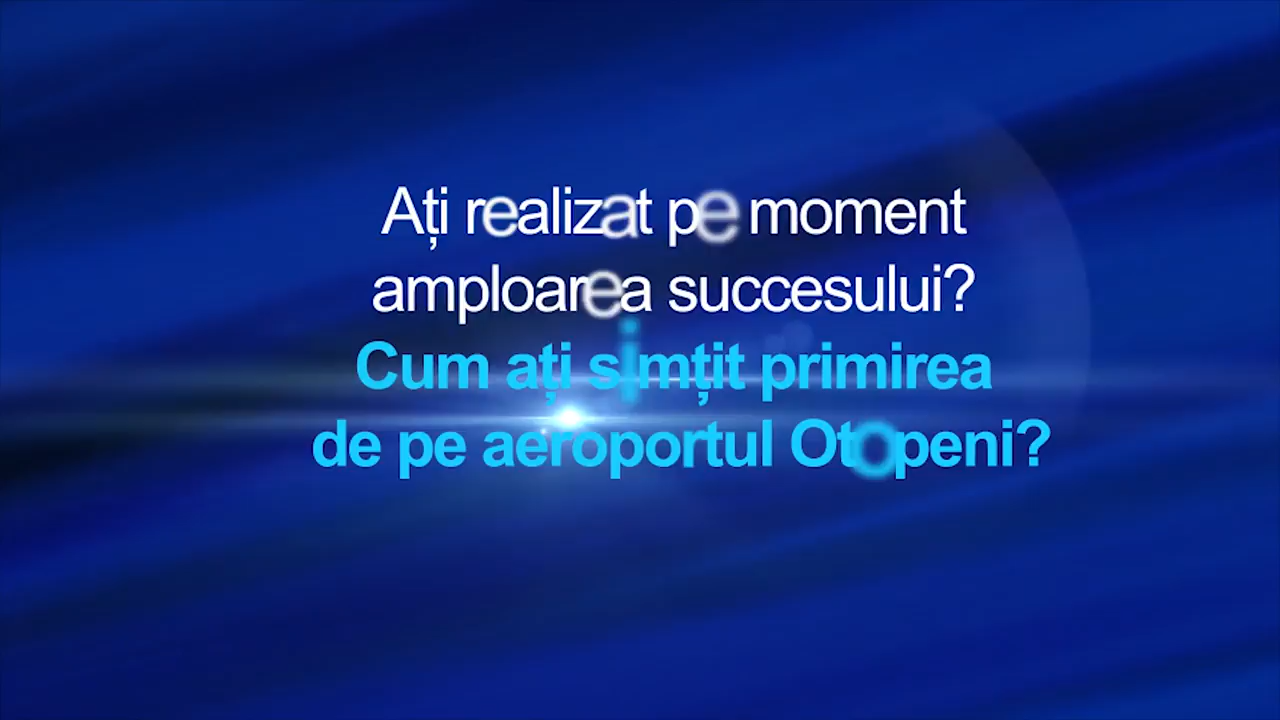 Ați realizat pe moment
amploarea succesului?
Cum ați simțit primirea
de pe aeroportul Otopeni?